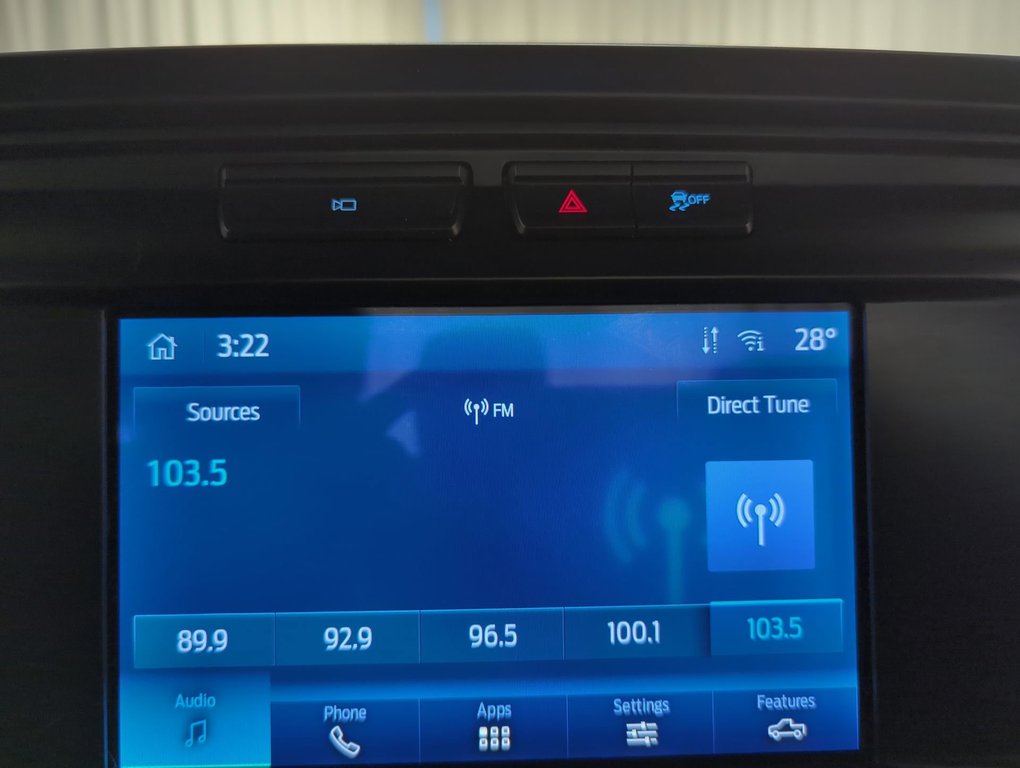 OFF
3:22 28°
Sources FM Direct Tune
103.5
89.9 92.9 96.5 100.1 103.5
Audio Phone Apps Settings Features